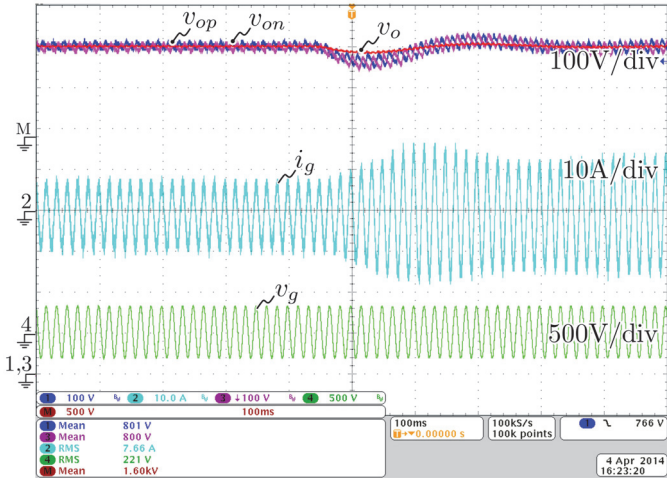 T
v_op v_on v_o
100V/div
M
i_g
10A/div
2
v_g
4
500V/div
1,3
1 100 V 2 10.0 A 3 ↓100 V 4 500 V
M 500 V 100ms
1 Mean 801 V
3 Mean 800 V
2 RMS 7.66 A
4 RMS 221 V
M Mean 1.60kV
100ms
T→▼0.00000 s
100kS/s
100k points
1 766 V
4 Apr 2014
16:23:20